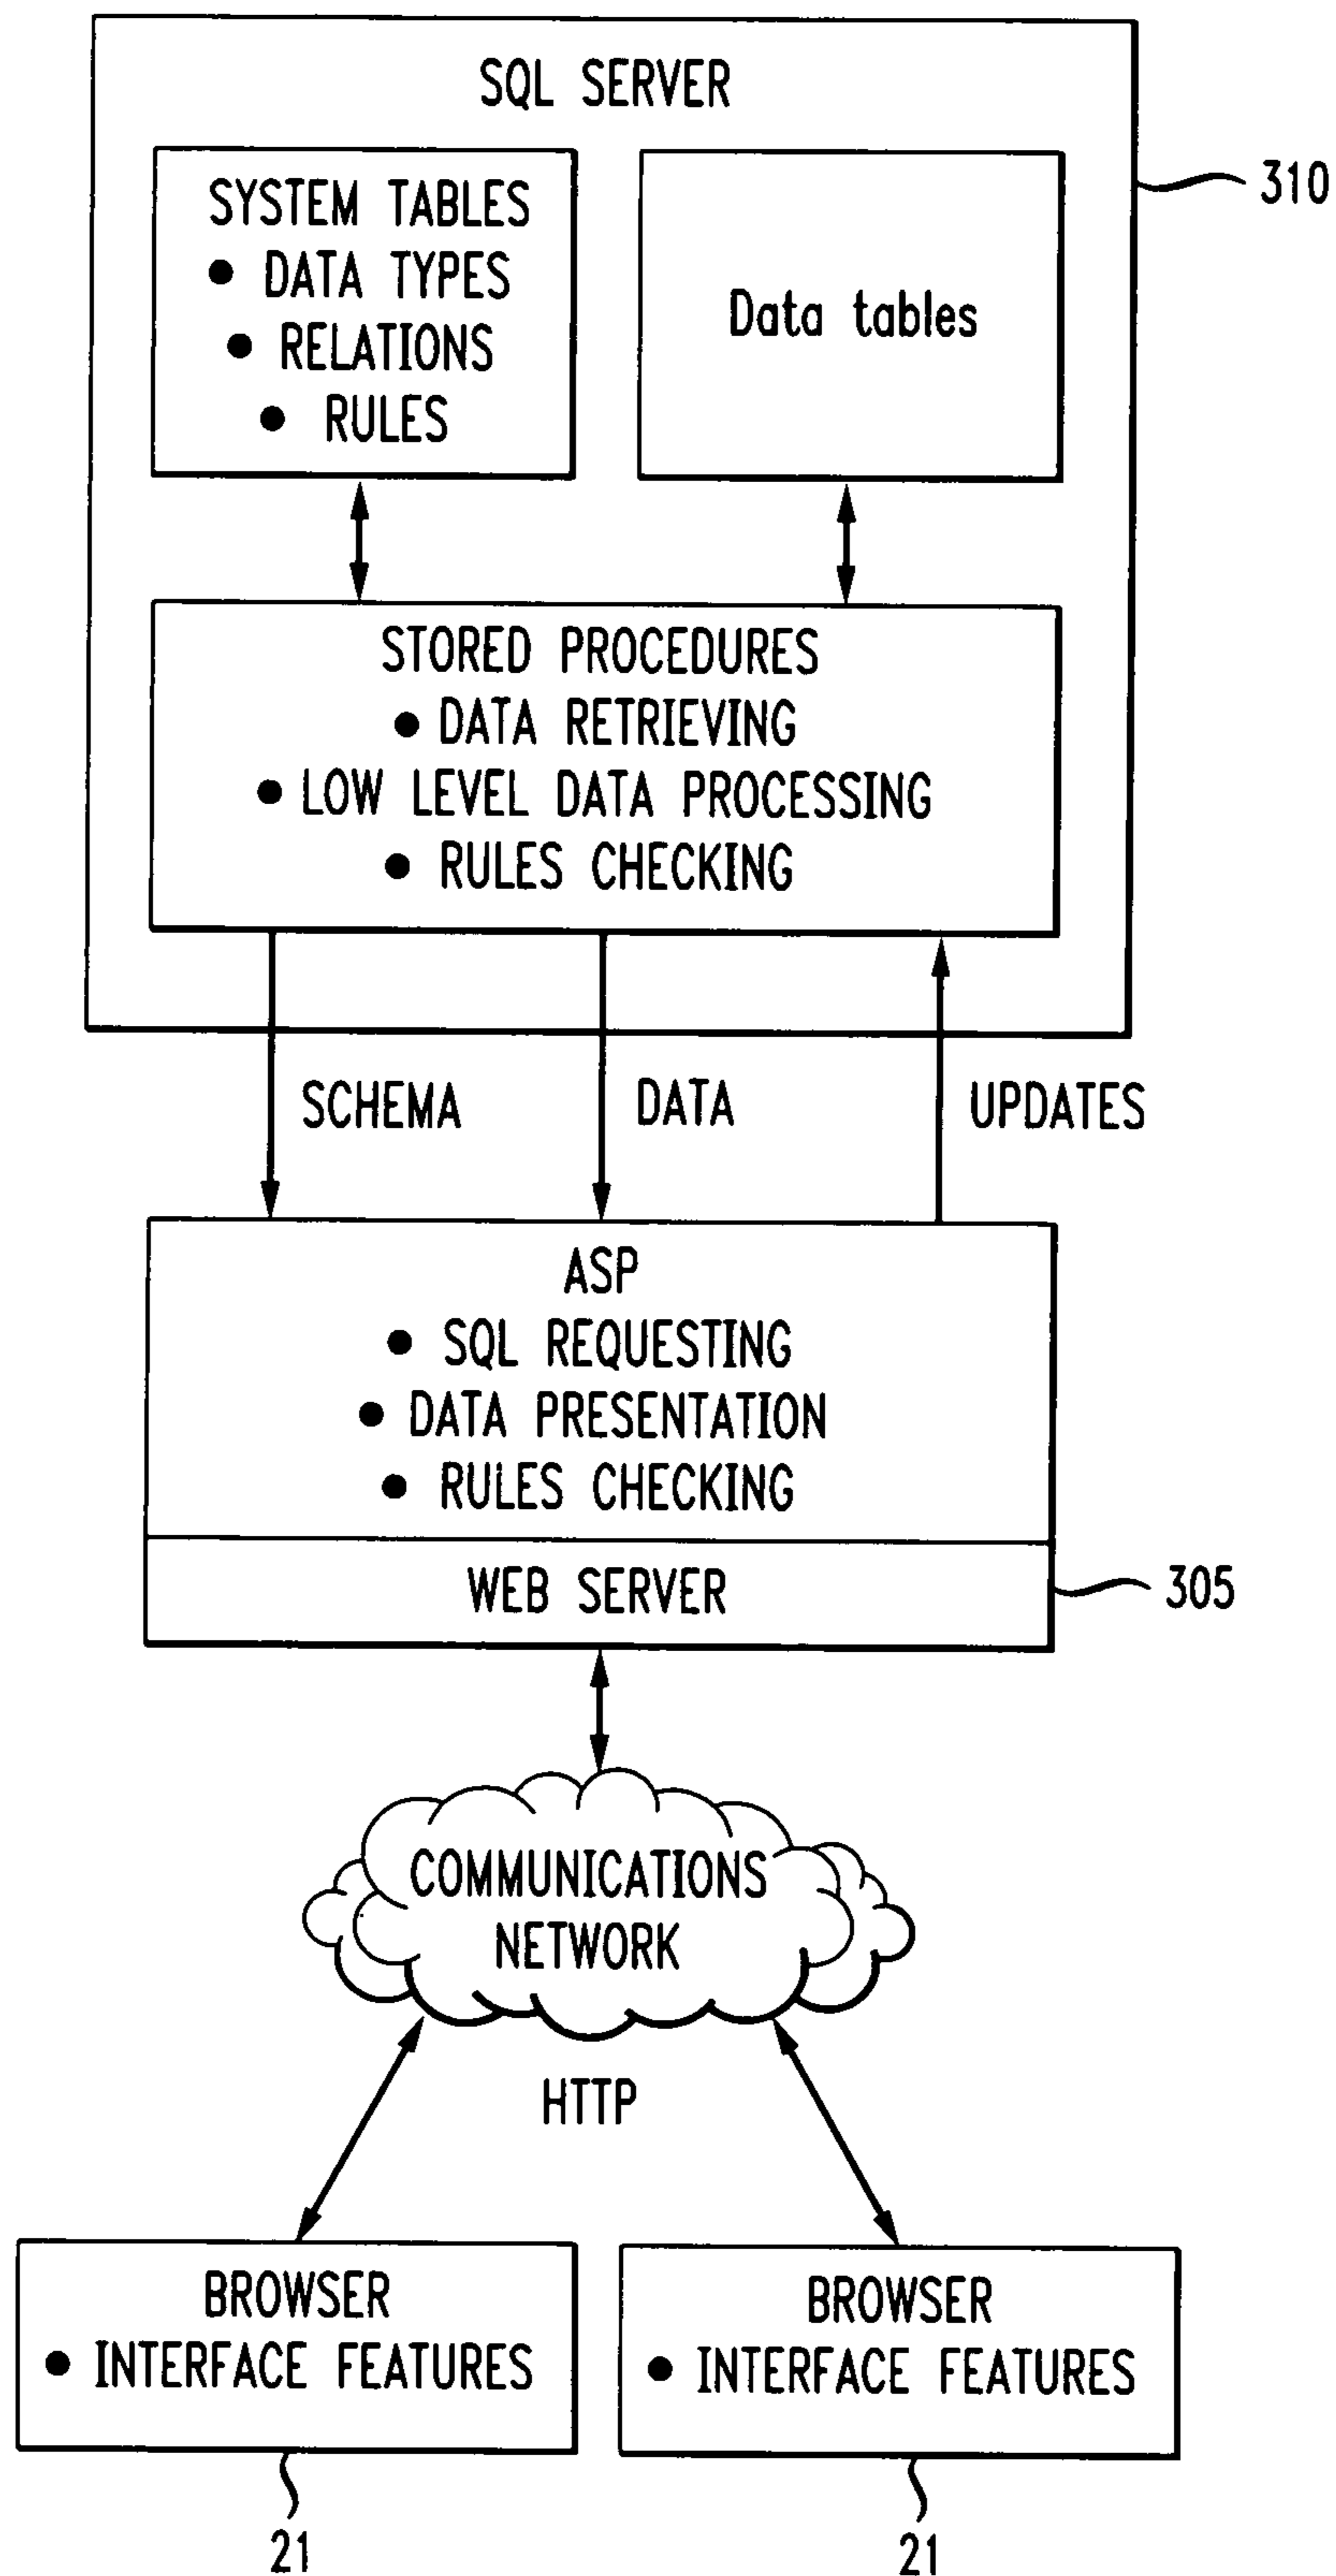 SQL SERVER
310
SYSTEM TABLES
● DATA TYPES
● RELATIONS
● RULES
Data tables
STORED PROCEDURES
● DATA RETRIEVING
● LOW LEVEL DATA PROCESSING
● RULES CHECKING
SCHEMA
DATA
UPDATES
ASP
● SQL REQUESTING
● DATA PRESENTATION
● RULES CHECKING
WEB SERVER
305
COMMUNICATIONS
NETWORK
HTTP
BROWSER
● INTERFACE FEATURES
21
BROWSER
● INTERFACE FEATURES
21